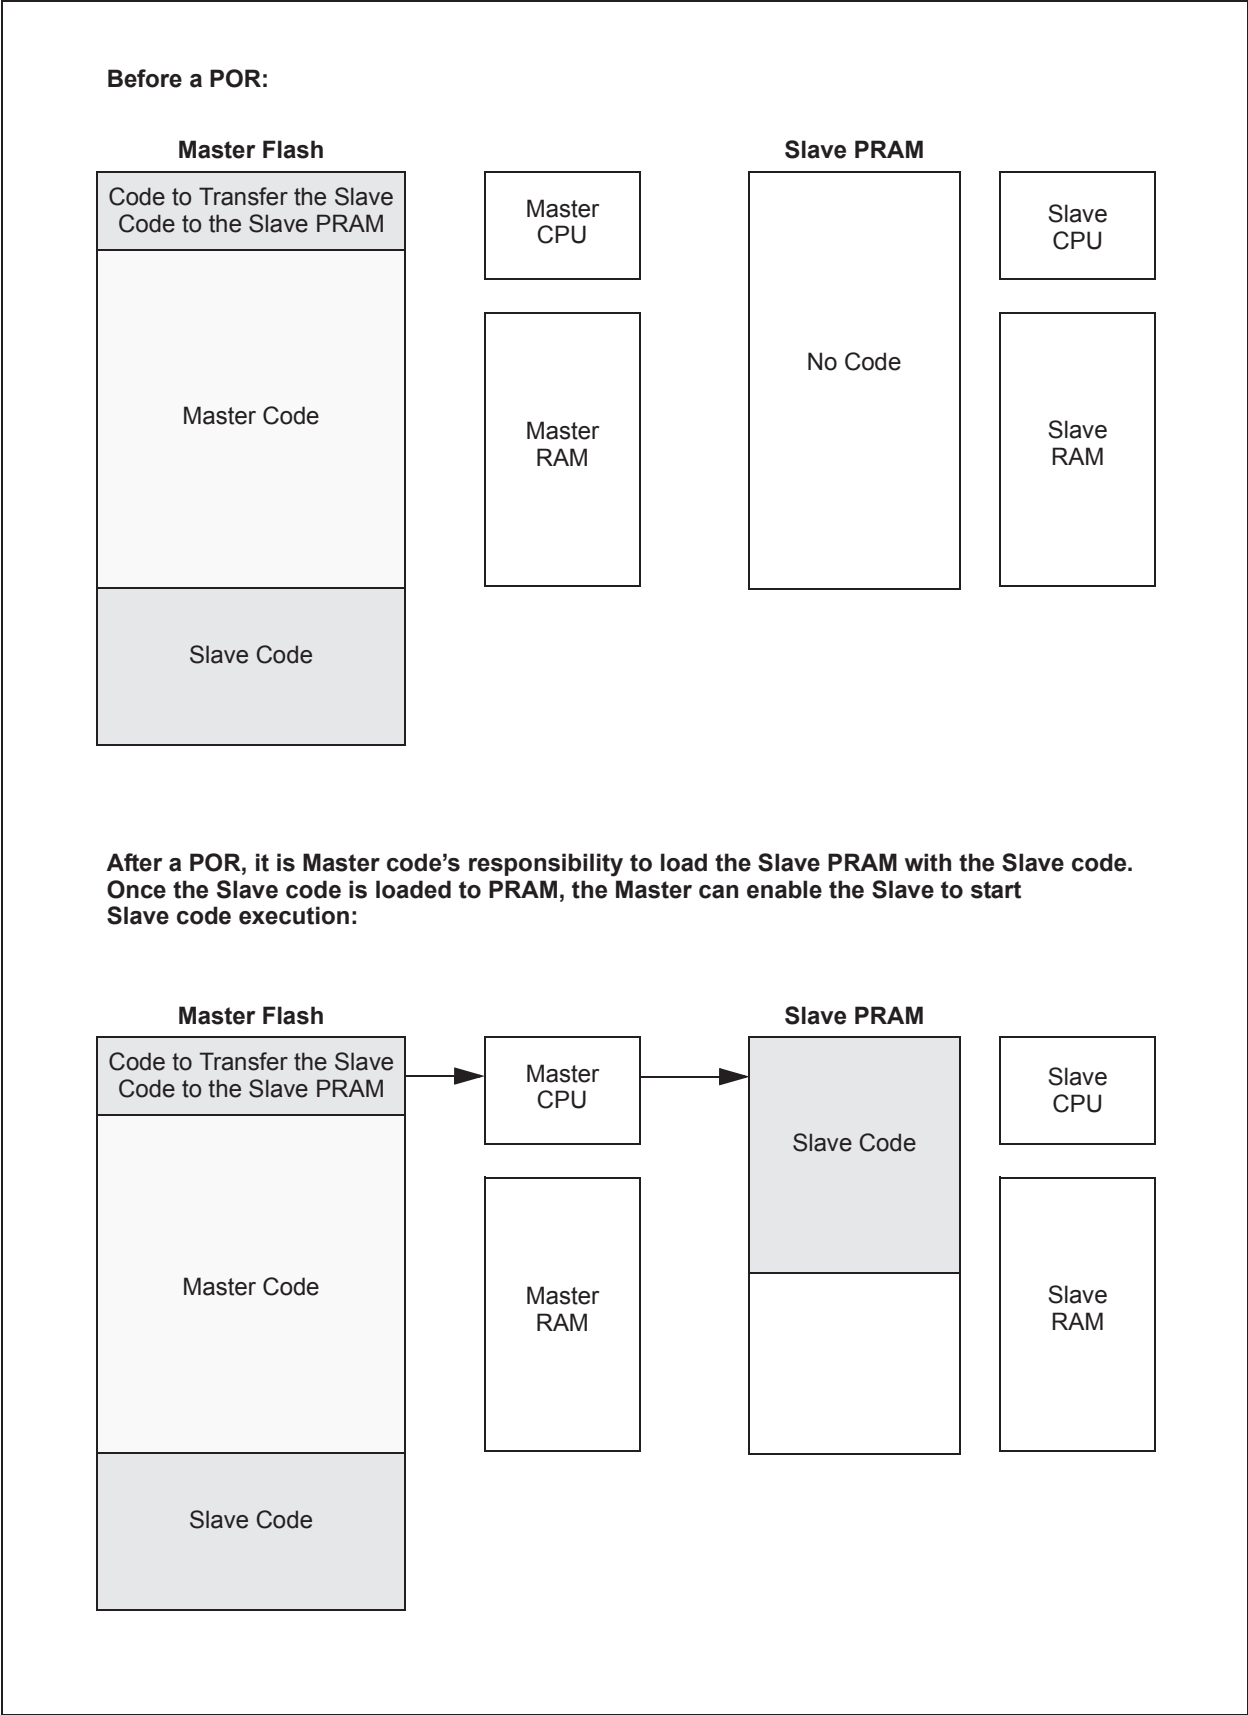 Before a POR:
Master Flash
Slave PRAM
Code to Transfer the Slave
Code to the Slave PRAM
Master
CPU
Slave
CPU
No Code
Master Code
Master
RAM
Slave
RAM
Slave Code
After a POR, it is Master code’s responsibility to load the Slave PRAM with the Slave code.
Once the Slave code is loaded to PRAM, the Master can enable the Slave to start
Slave code execution:
Master Flash
Slave PRAM
Code to Transfer the Slave
Code to the Slave PRAM
Master
CPU
Slave
CPU
Slave Code
Master Code
Master
RAM
Slave
RAM
Slave Code